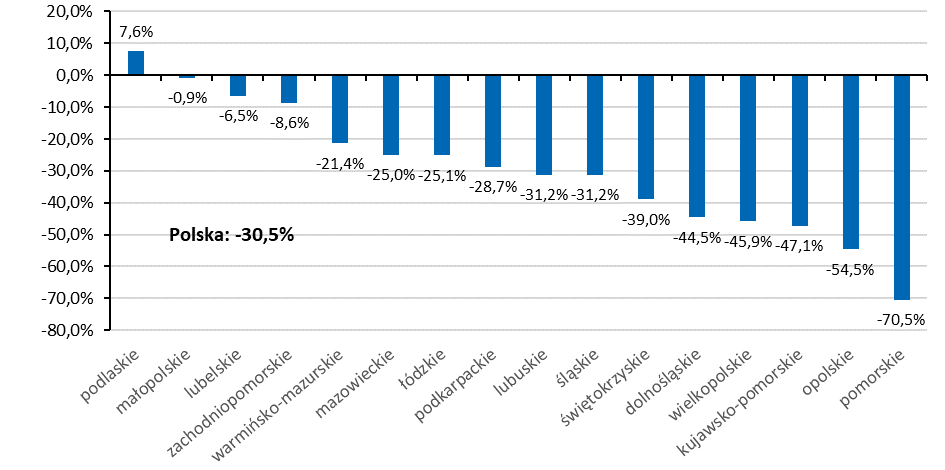 20,0%
10,0%
0,0%
-10,0%
-20,0%
-30,0%
-40,0%
-50,0%
-60,0%
-70,0%
-80,0%
7,6%
-0,9%
-6,5%
-8,6%
-21,4%
-25,0%
-25,1%
-28,7%
-31,2%
-31,2%
-39,0%
-44,5%
-45,9%
-47,1%
-54,5%
-70,5%
Polska: -30,5%
podlaskie
małopolskie
lubelskie
zachodniopomorskie
warmińsko-mazurskie
mazowieckie
łódzkie
podkarpackie
lubuskie
śląskie
świętokrzyskie
dolnośląskie
wielkopolskie
kujawsko-pomorskie
opolskie
pomorskie